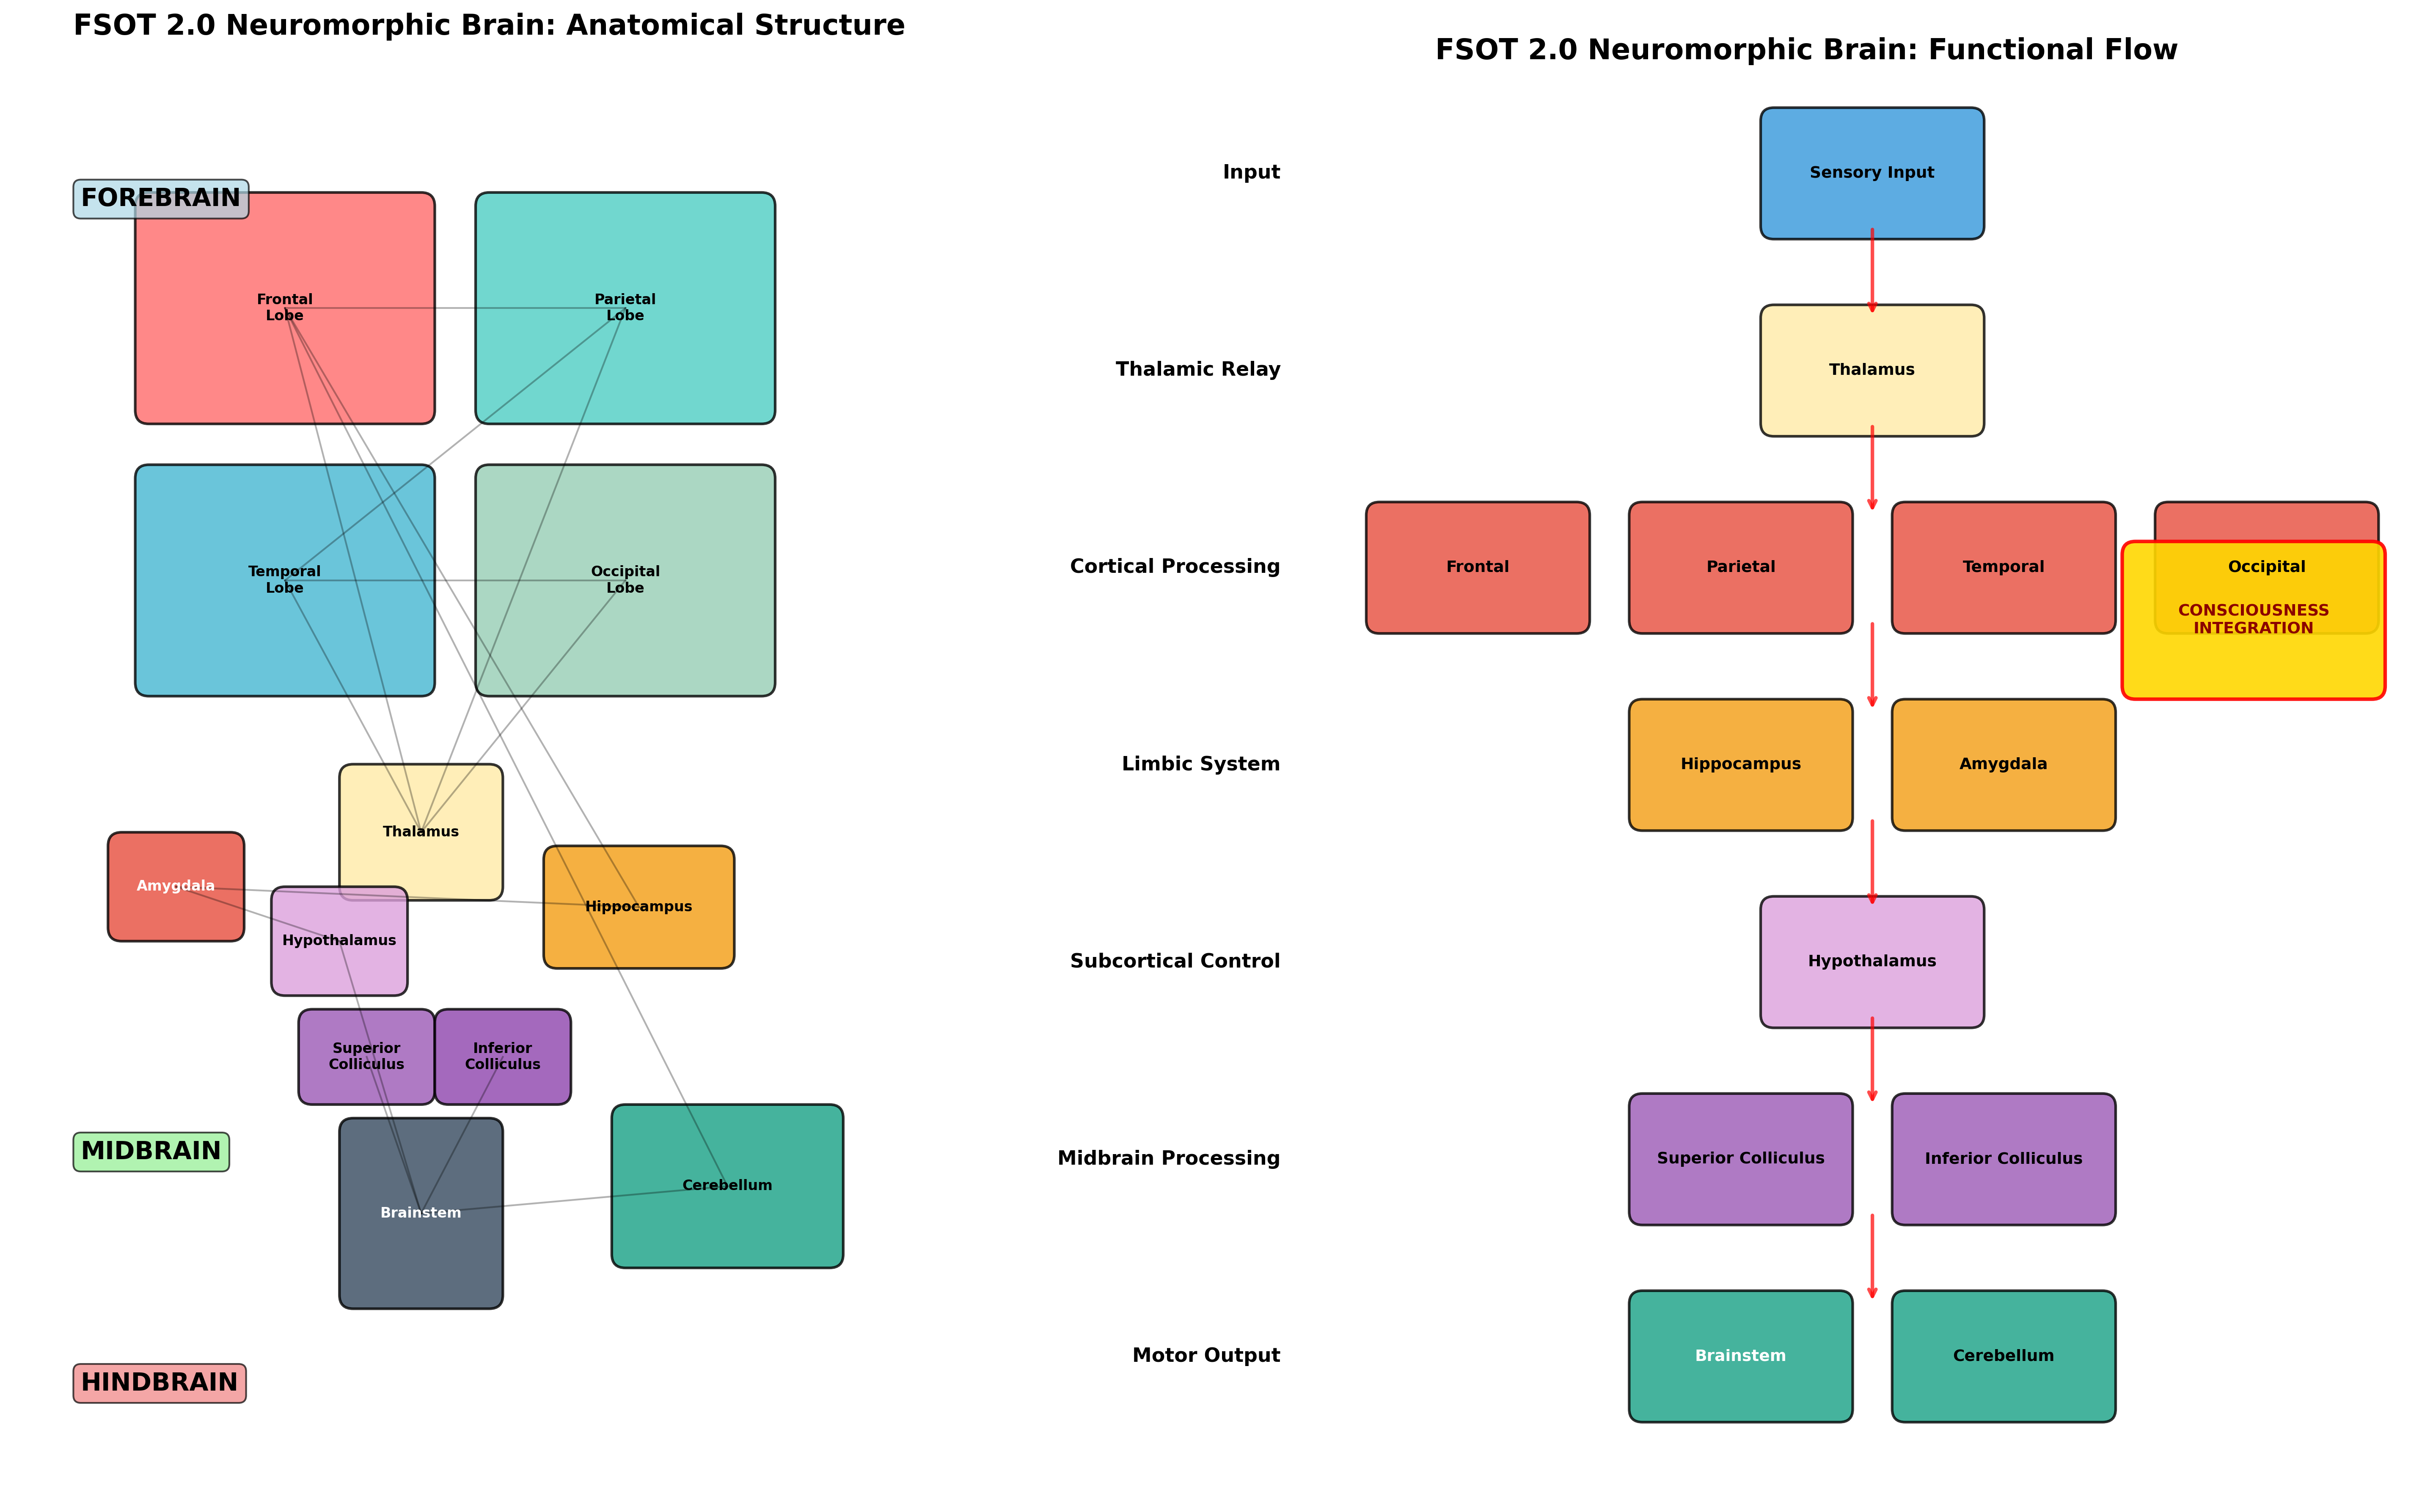 FSOT 2.0 Neuromorphic Brain: Anatomical Structure
FOREBRAIN
Frontal
Lobe
Parietal
Lobe
Temporal
Lobe
Occipital
Lobe
Thalamus
Amygdala
Hippocampus
Hypothalamus
Superior
Colliculus
Inferior
Colliculus
MIDBRAIN
Cerebellum
Brainstem
HINDBRAIN
FSOT 2.0 Neuromorphic Brain: Functional Flow
Input
Sensory Input
Thalamic Relay
Thalamus
Cortical Processing
Frontal
Parietal
Temporal
Occipital
CONSCIOUSNESS
INTEGRATION
Limbic System
Hippocampus
Amygdala
Subcortical Control
Hypothalamus
Midbrain Processing
Superior Colliculus
Inferior Colliculus
Motor Output
Brainstem
Cerebellum